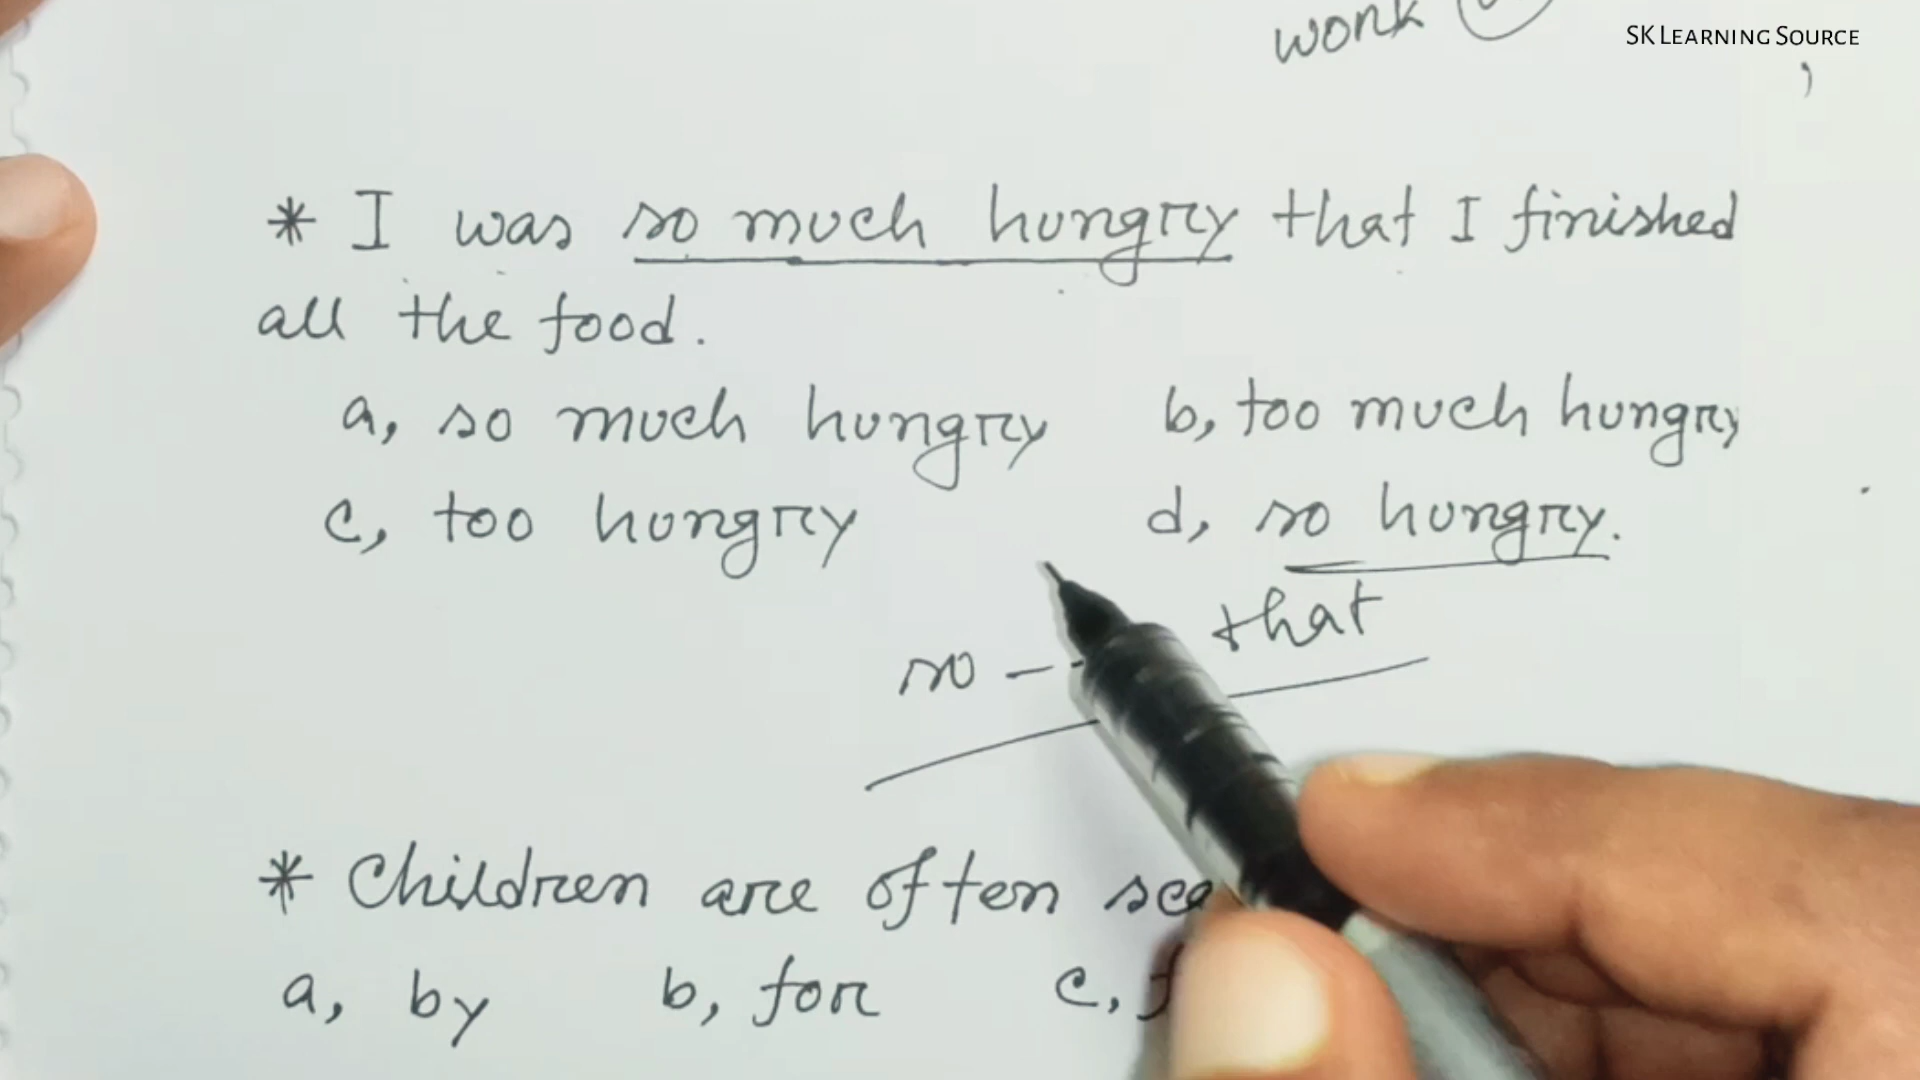 work
SK LEARNING SOURCE
* I was so much hungry that I finished
all the food.
a, so much hungry b, too much hungry
c, too hungry d, so hungry.
so - - that
* Children are often
a, by b, for c,